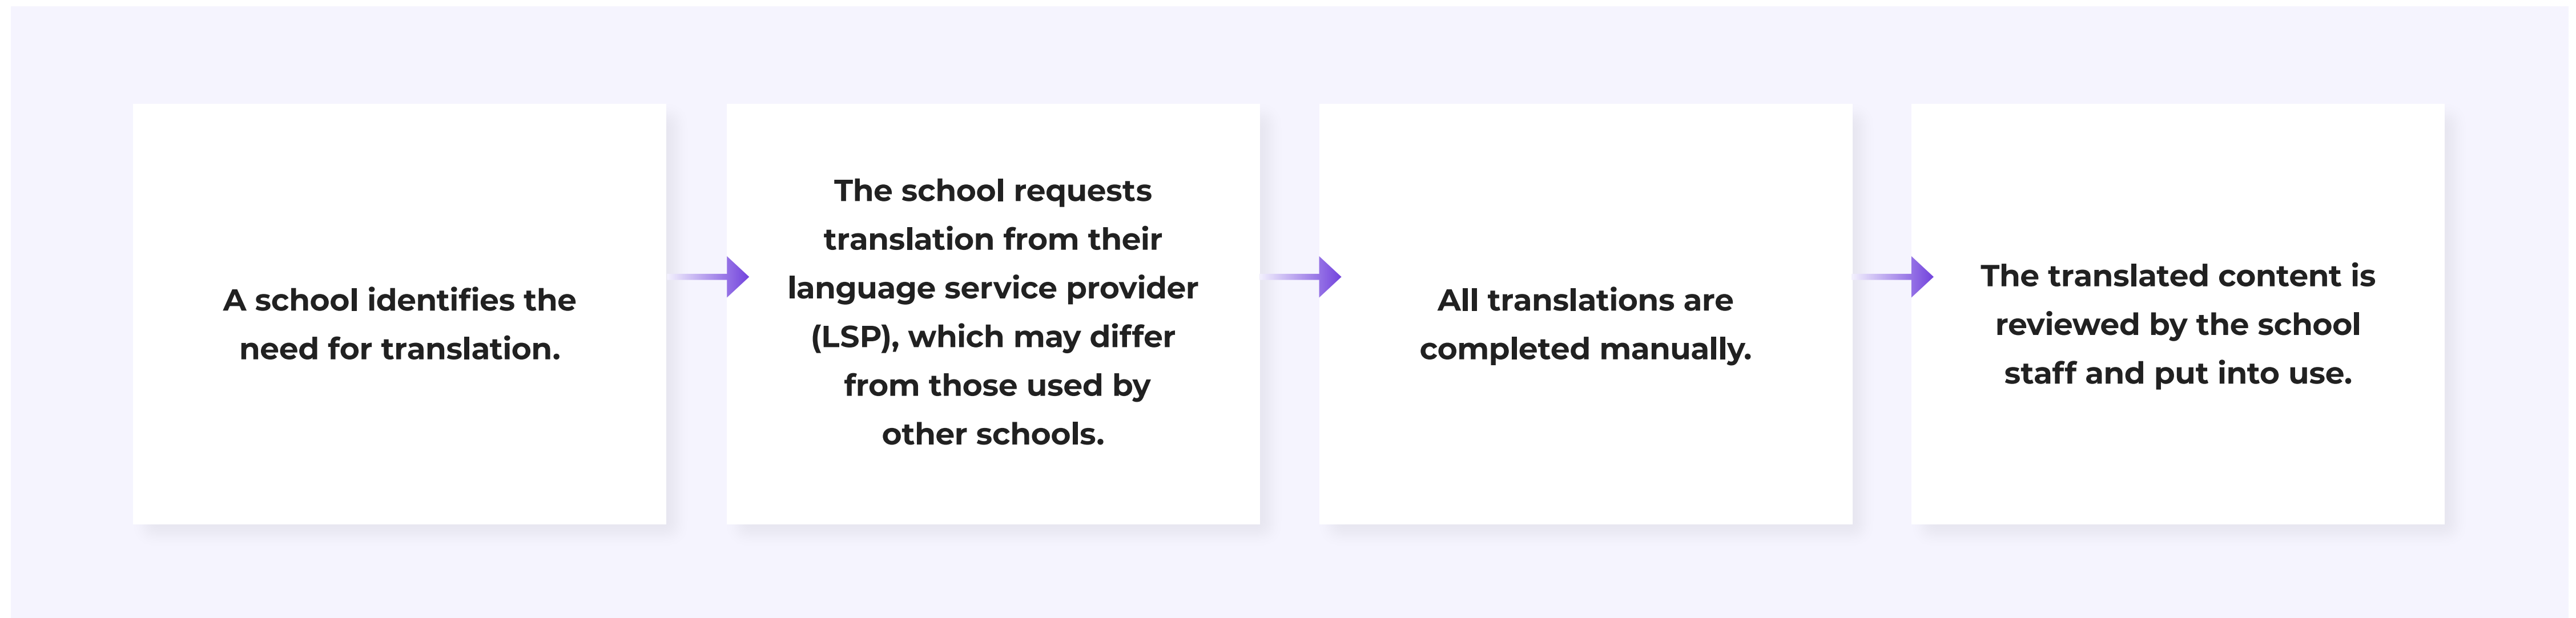 A school identifies the
need for translation.
The school requests
translation from their
language service provider
(LSP), which may differ
from those used by
other schools.
All translations are
completed manually.
The translated content is
reviewed by the school
staff and put into use.